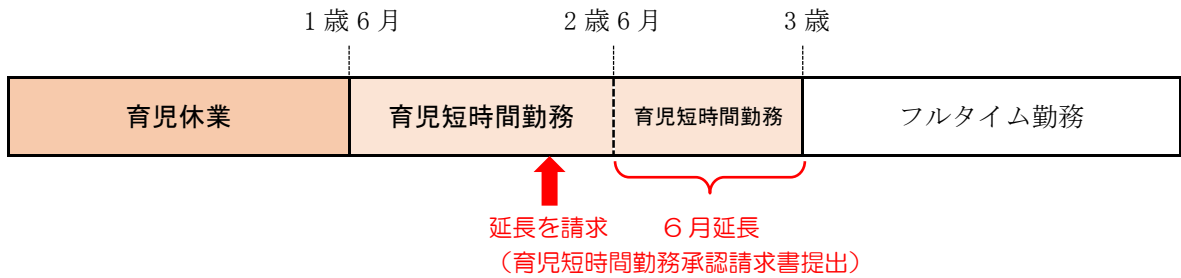 1歳6月 2歳6月 3歳
育児休業 育児短時間勤務 育児短時間勤務 フルタイム勤務
延長を請求 6月延長
（育児短時間勤務承認請求書提出）